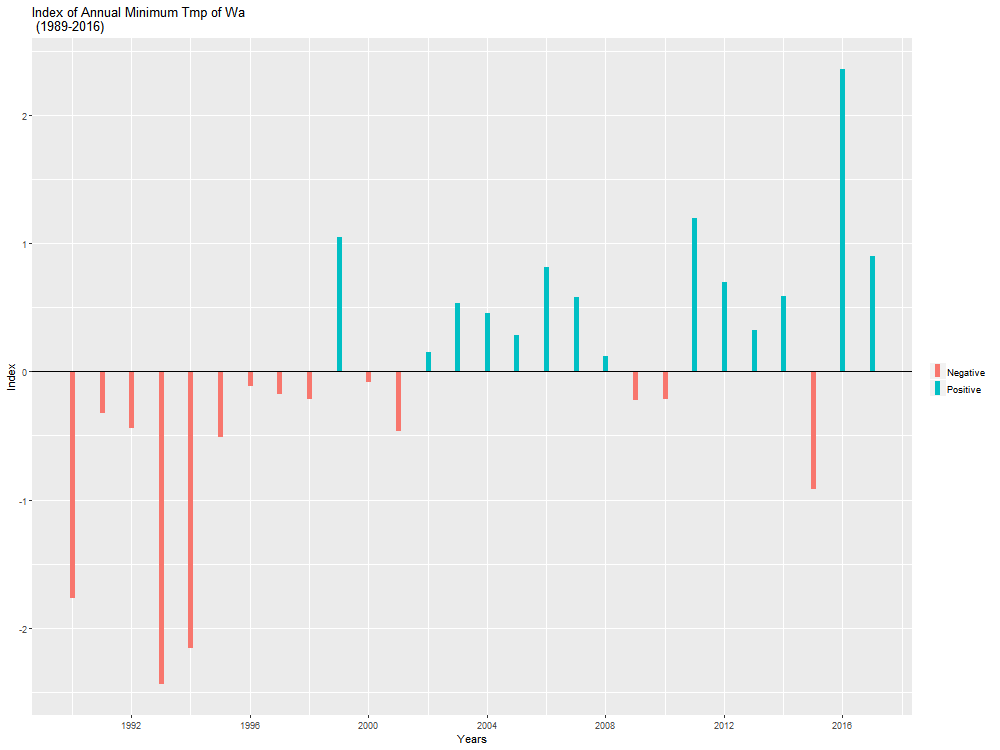 Index of Annual Minimum Tmp of Wa
(1989-2016)
2
1
0
-1
-2
Index
1992
1996
2000
2004
2008
2012
2016
Years
Negative
Positive